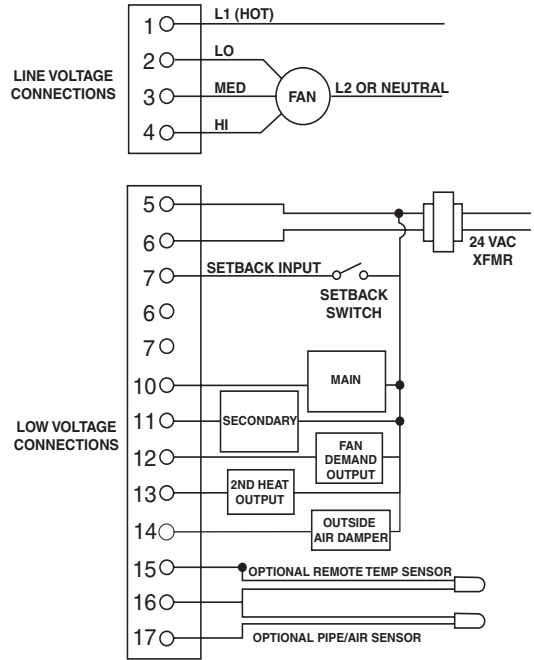 1 L1 (HOT)
2 LO
LINE VOLTAGE
CONNECTIONS
3 MED
FAN
L2 OR NEUTRAL
4 HI
5
6
24 VAC
XFMR
7 SETBACK INPUT
SETBACK
SWITCH
6
7
10
MAIN
LOW VOLTAGE
CONNECTIONS
11
SECONDARY
12
FAN
DEMAND
OUTPUT
13
2ND HEAT
OUTPUT
14
OUTSIDE
AIR DAMPER
15
OPTIONAL REMOTE TEMP SENSOR
16
17
OPTIONAL PIPE/AIR SENSOR